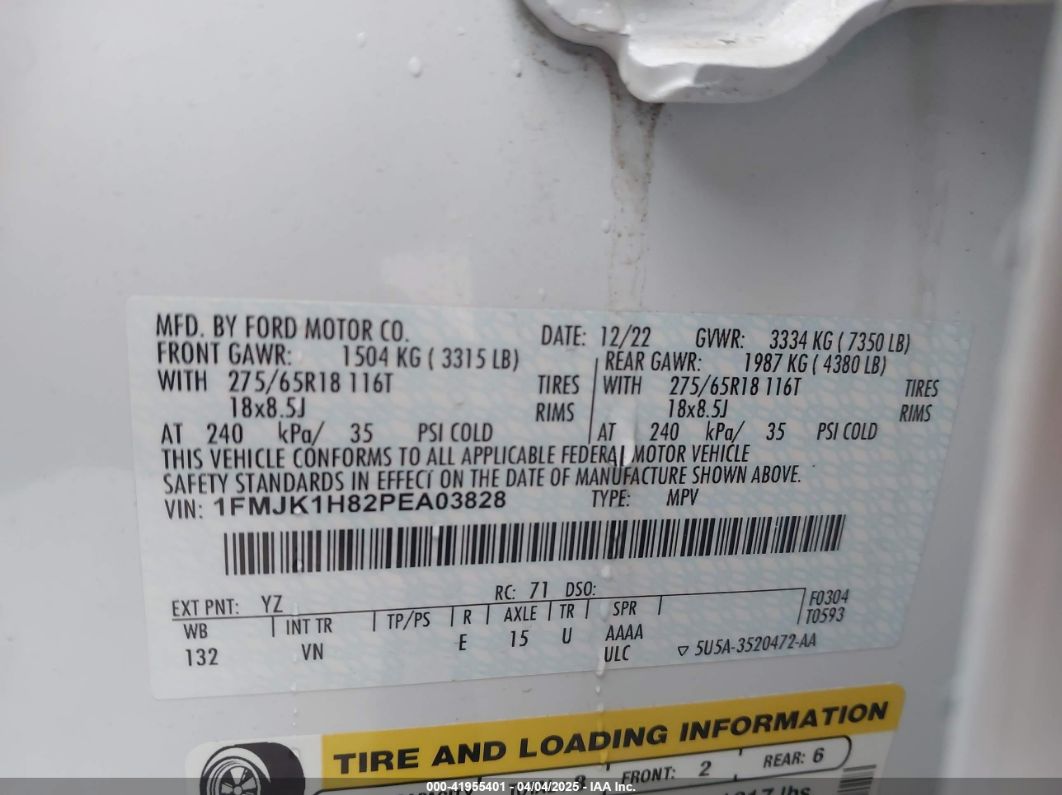 MFD. BY FORD MOTOR CO. DATE: 12/22 GVWR: 3334 KG ( 7350 LB)
FRONT GAWR: 1504 KG ( 3315 LB) REAR GAWR: 1987 KG ( 4380 LB)
WITH 275/65R18 116T TIRES WITH 275/65R18 116T TIRES
18x8.5J RIMS 18x8.5J RIMS
AT 240 kPa/ 35 PSI COLD AT 240 kPa/ 35 PSI COLD
THIS VEHICLE CONFORMS TO ALL APPLICABLE FEDERAL MOTOR VEHICLE
SAFETY STANDARDS IN EFFECT ON THE DATE OF MANUFACTURE SHOWN ABOVE.
VIN: 1FMJK1H82PEA03828 TYPE: MPV
EXT PNT: YZ RC: 71 DSO:
WB INT TR TP/PS R AXLE TR SPR F0304
T0593
132 VN E 15 U AAAA
ULC ▽ 5U5A-3520472-AA
TIRE AND LOADING INFORMATION
FRONT: 2 REAR: 6
lbs
000-41955401 - 04/04/2025 - IAA Inc.